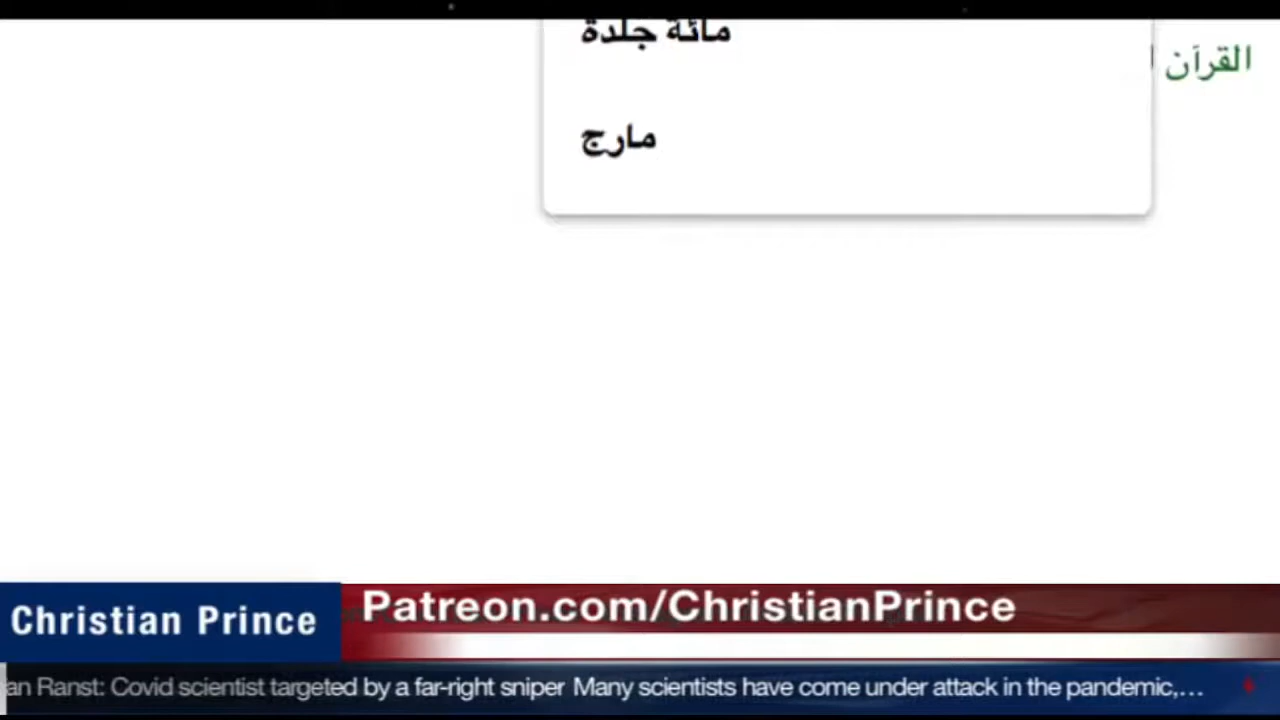 مائة جلدة
القرآن
مارج
Christian Prince
Patreon.com/ChristianPrince
an Ranst: Covid scientist targeted by a far-right sniper Many scientists have come under attack in the pandemic,...